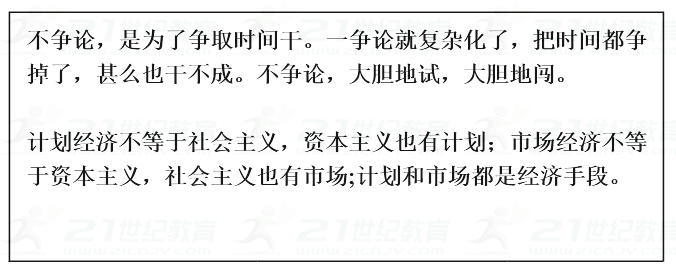 不争论，是为了争取时间干。一争论就复杂化了，把时间都争
掉了，甚么也干不成。不争论，大胆地试，大胆地闯。
计划经济不等于社会主义，资本主义也有计划；市场经济不等
于资本主义，社会主义也有市场;计划和市场都是经济手段。